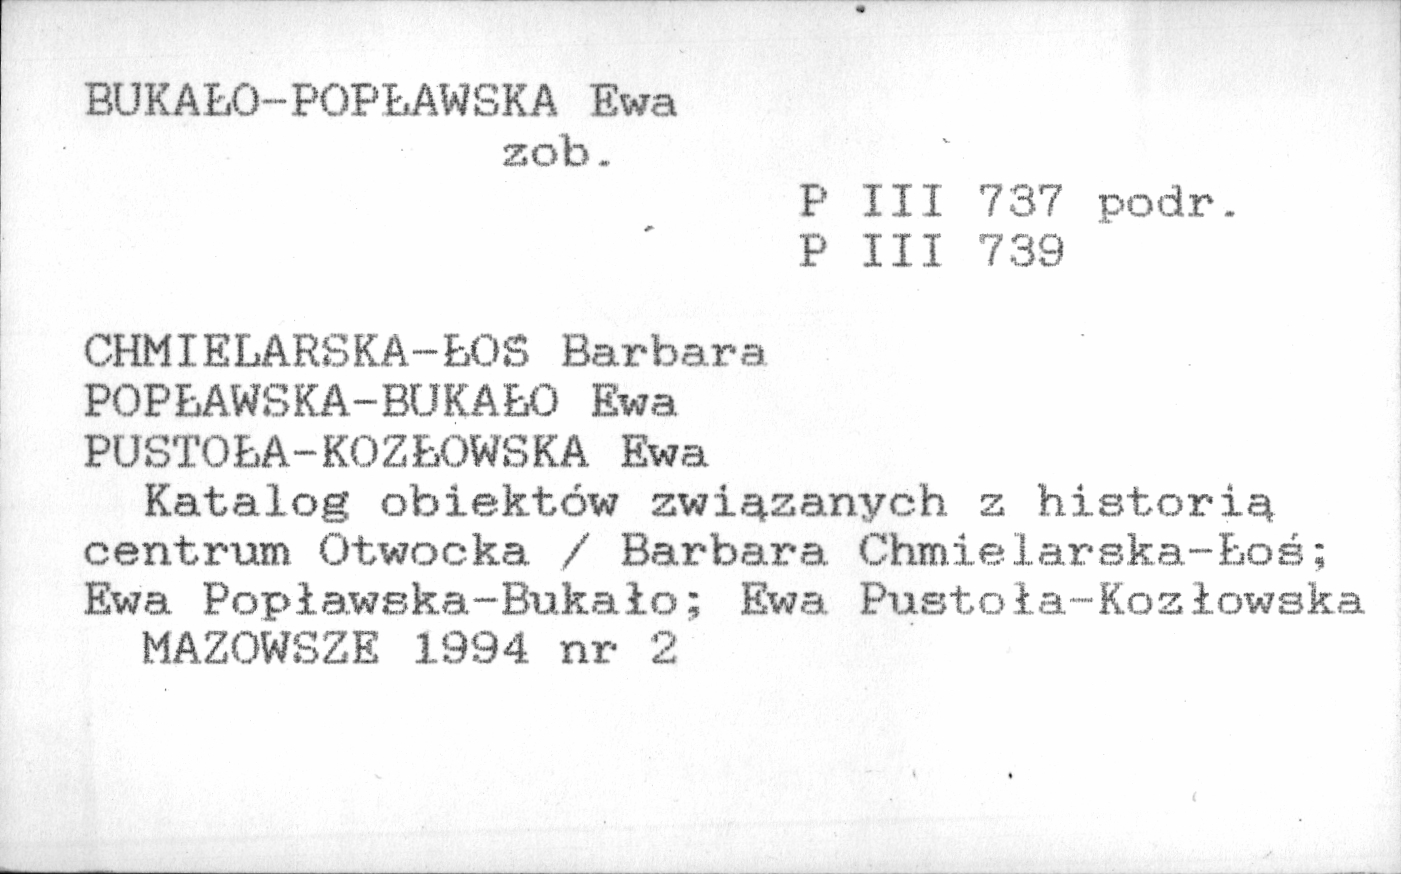 BUKAŁO-POPŁAWSKA Ewa
zob.
P III 737 podr.
P III 739
CHMIELARSKA-ŁOŚ Barbara
POPŁAWSKA-BUKAŁO Ewa
PUSTOŁA-KOZŁOWSKA Ewa
Katalog obiektów związanych z historią
centrum Otwocka / Barbara Chmielarska-Łoś;
Ewa Popławska-Bukało; Ewa Pustoła-Kozłowska
MAZOWSZE 1994 nr 2